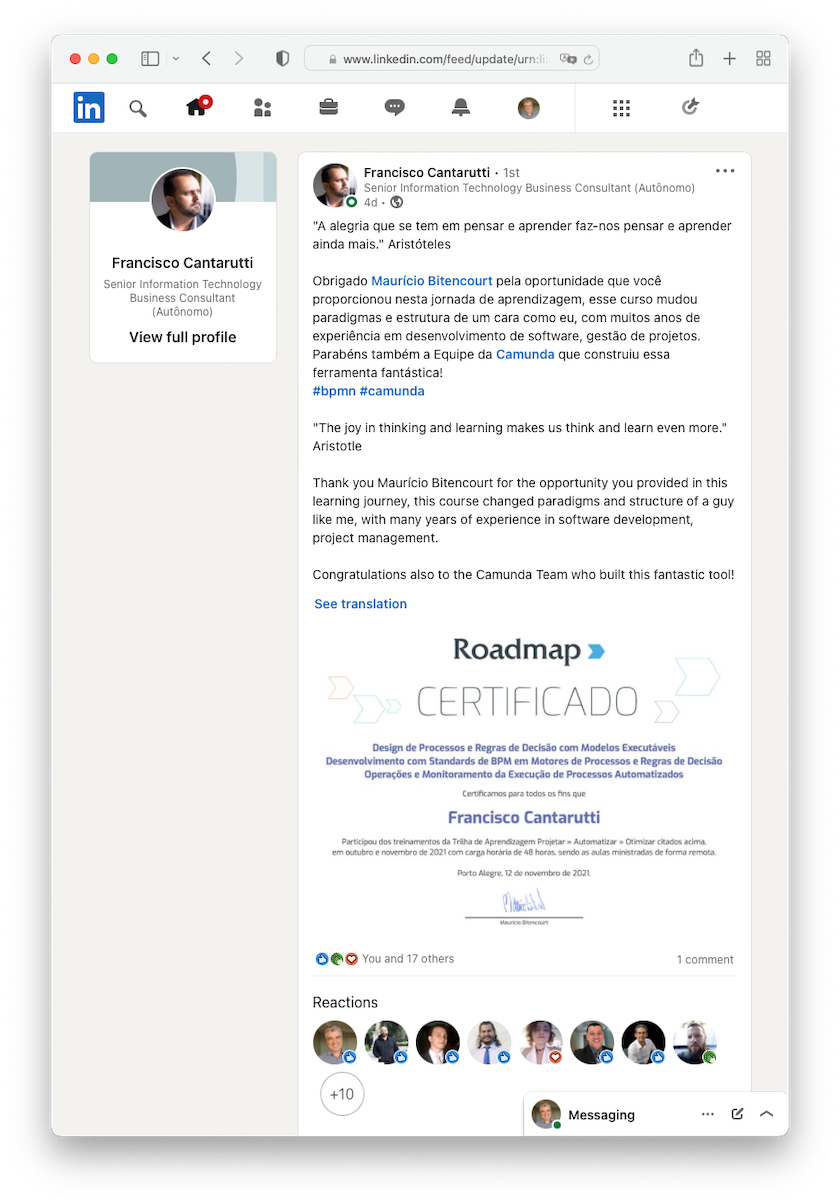 www.linkedin.com/feed/update/urn:li:
in
Francisco Cantarutti
Senior Information Technology
Business Consultant
(Autônomo)
View full profile
Francisco Cantarutti • 1st
Senior Information Technology Business Consultant (Autônomo)
4d •
"A alegria que se tem em pensar e aprender faz-nos pensar e aprender
ainda mais." Aristóteles
Obrigado Maurício Bitencourt pela oportunidade que você
proporcionou nesta jornada de aprendizagem, esse curso mudou
paradigmas e estrutura de um cara como eu, com muitos anos de
experiência em desenvolvimento de software, gestão de projetos.
Parabéns também a Equipe da Camunda que construiu essa
ferramenta fantástica!
#bpmn #camunda
"The joy in thinking and learning makes us think and learn even more."
Aristotle
Thank you Maurício Bitencourt for the opportunity you provided in this
learning journey, this course changed paradigms and structure of a guy
like me, with many years of experience in software development,
project management.
Congratulations also to the Camunda Team who built this fantastic tool!
See translation
Roadmap
CERTIFICADO
Design de Processos e Regras de Decisão com Modelos Executáveis
Desenvolvimento com Standards de BPM em Motores de Processos e Regras de Decisão
Operações e Monitoramento da Execução de Processos Automatizados
Certificamos para todos os fins que
Francisco Cantarutti
Participou dos treinamentos da Trilha de Aprendizagem Projetar » Automatizar » Otimizar citados acima,
em outubro e novembro de 2021 com carga horária de 48 horas, sendo as aulas ministradas de forma remota.
Porto Alegre, 12 de novembro de 2021.
Maurício Bitencourt
You and 17 others
1 comment
Reactions
+10
Messaging